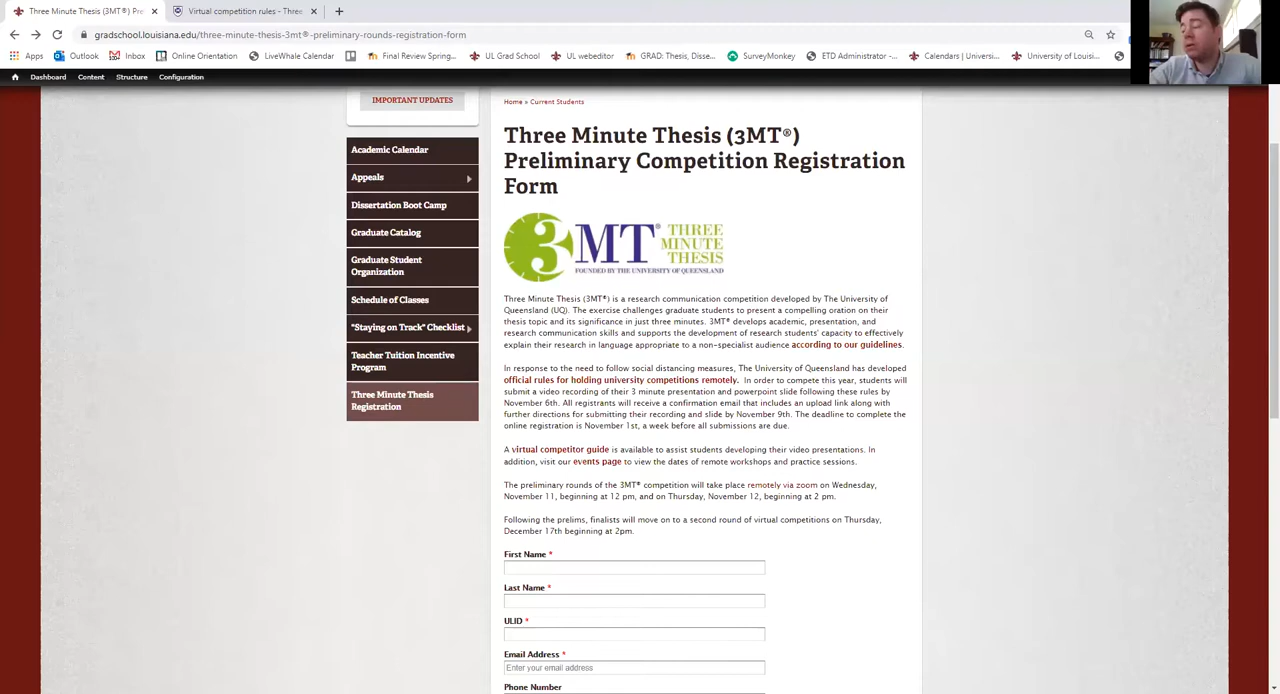 Three Minute Thesis (3MT®) Pre
Virtual competition rules - Three
gradschool.louisiana.edu/three-minute-thesis-3mt®-preliminary-rounds-registration-form
Apps Outlook Inbox Online Orientation LiveWhale Calendar Final Review Spring... UL Grad School UL webeditor GRAD: Thesis, Disse... SurveyMonkey ETD Administrator -... Calendars | Universi... University of Louisi...
Dashboard Content Structure Configuration
IMPORTANT UPDATES
Academic Calendar
Appeals
Dissertation Boot Camp
Graduate Catalog
Graduate Student
Organization
Schedule of Classes
"Staying on Track" Checklist
Teacher Tuition Incentive
Program
Three Minute Thesis
Registration
Home » Current Students
Three Minute Thesis (3MT®)
Preliminary Competition Registration
Form
3MT® THREE
MINUTE
THESIS
FOUNDED BY THE UNIVERSITY OF QUEENSLAND
Three Minute Thesis (3MT®) is a research communication competition developed by The University of
Queensland (UQ). The exercise challenges graduate students to present a compelling oration on their
thesis topic and its significance in just three minutes. 3MT® develops academic, presentation, and
research communication skills and supports the development of research students' capacity to effectively
explain their research in language appropriate to a non-specialist audience according to our guidelines.
In response to the need to follow social distancing measures, The University of Queensland has developed
official rules for holding university competitions remotely. In order to compete this year, students will
submit a video recording of their 3 minute presentation and powerpoint slide following these rules by
November 6th. All registrants will receive a confirmation email that includes an upload link along with
further directions for submitting their recording and slide by November 9th. The deadline to complete the
online registration is November 1st, a week before all submissions are due.
A virtual competitor guide is available to assist students developing their video presentations. In
addition, visit our events page to view the dates of remote workshops and practice sessions.
The preliminary rounds of the 3MT® competition will take place remotely via zoom on Wednesday,
November 11, beginning at 12 pm, and on Thursday, November 12, beginning at 2 pm.
Following the prelims, finalists will move on to a second round of virtual competitions on Thursday,
December 17th beginning at 2pm.
First Name *
Last Name *
ULID *
Email Address *
Enter your email address
Phone Number